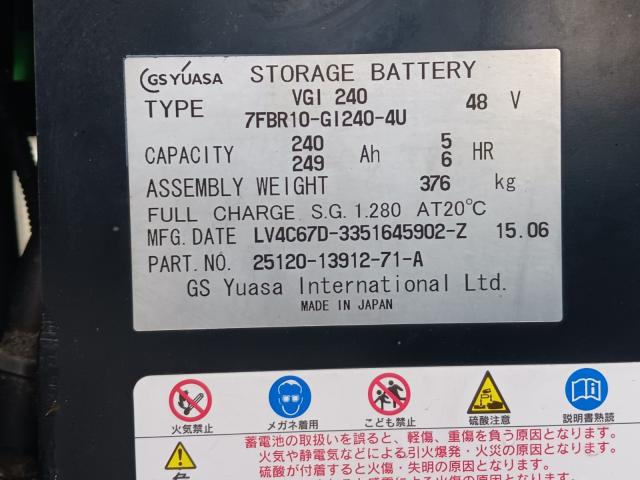 GS YUASA STORAGE BATTERY
TYPE VGI 240 48 V
7FBR10-GI240-4U
CAPACITY 240 Ah 5 HR
249 6
ASSEMBLY WEIGHT 376 kg
FULL CHARGE S.G. 1.280 AT20℃
MFG. DATE LV4C67D-3351645902-Z 15.06
PART. NO. 25120-13912-71-A
GS Yuasa International Ltd.
MADE IN JAPAN
火気禁止 メガネ着用 こども禁止 硫酸注意 説明書熟読
蓄電池の取扱いを誤ると、軽傷、重傷を負う原因となります。
火気や静電気などによる引火爆発・火災の原因となります。
硫酸が付着すると火傷・失明の原因となります。